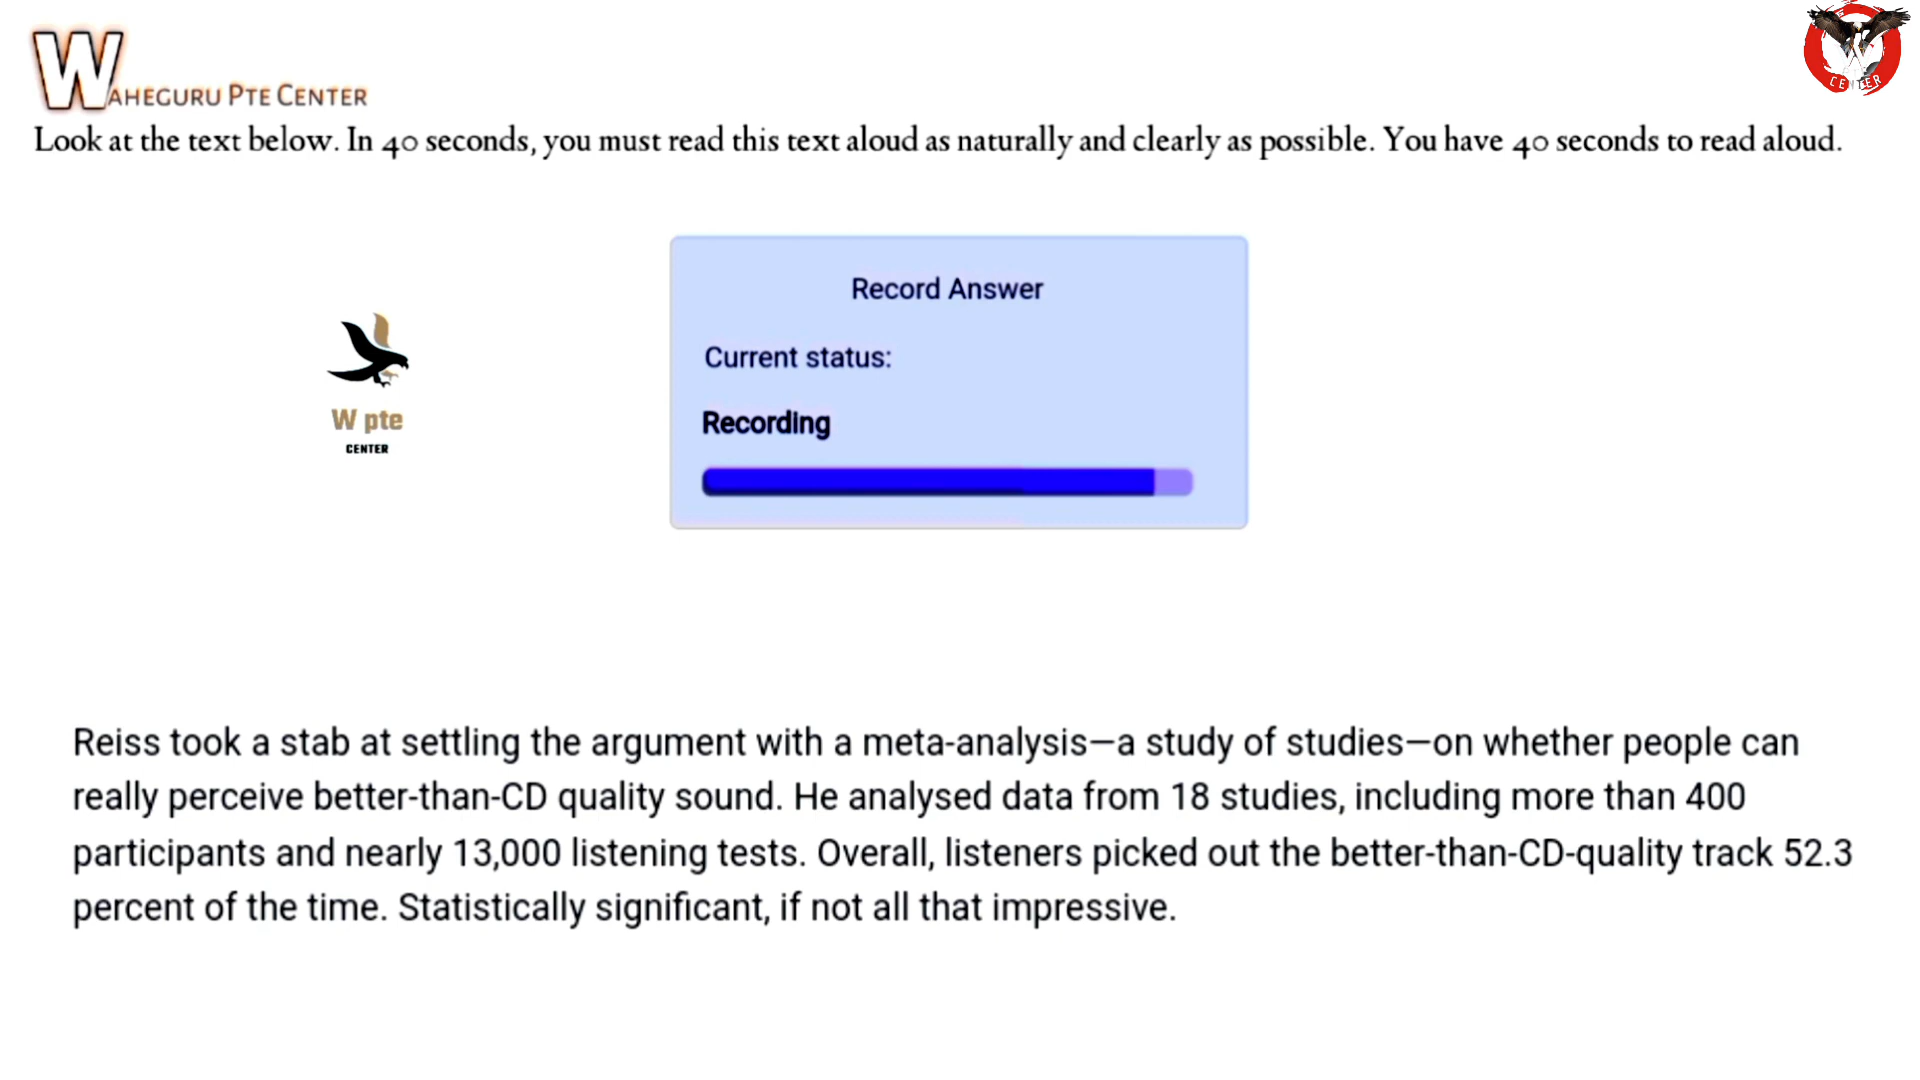 WAHEGURU PTE CENTER
CENTER
Look at the text below. In 40 seconds, you must read this text aloud as naturally and clearly as possible. You have 40 seconds to read aloud.
Record Answer
Current status:
Recording
W pte
CENTER
Reiss took a stab at settling the argument with a meta-analysis—a study of studies—on whether people can
really perceive better-than-CD quality sound. He analysed data from 18 studies, including more than 400
participants and nearly 13,000 listening tests. Overall, listeners picked out the better-than-CD-quality track 52.3
percent of the time. Statistically significant, if not all that impressive.